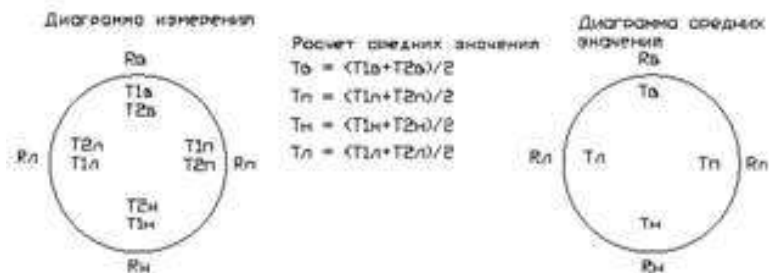 Диаграмма измерения
Rв
T1в
T2в
Rл
T2л
T1л
T1п
T2п
Rп
T2н
T1н
Rн
Расчет средних значения
Tв = (T1в+T2в)/2
Tп = (T1п+T2п)/2
Tн = (T1н+T2н)/2
Tл = (T1л+T2л)/2
Диаграмма средних
значение
Rв
Tв
Rл
Tл
Tп
Rп
Tн
Rн